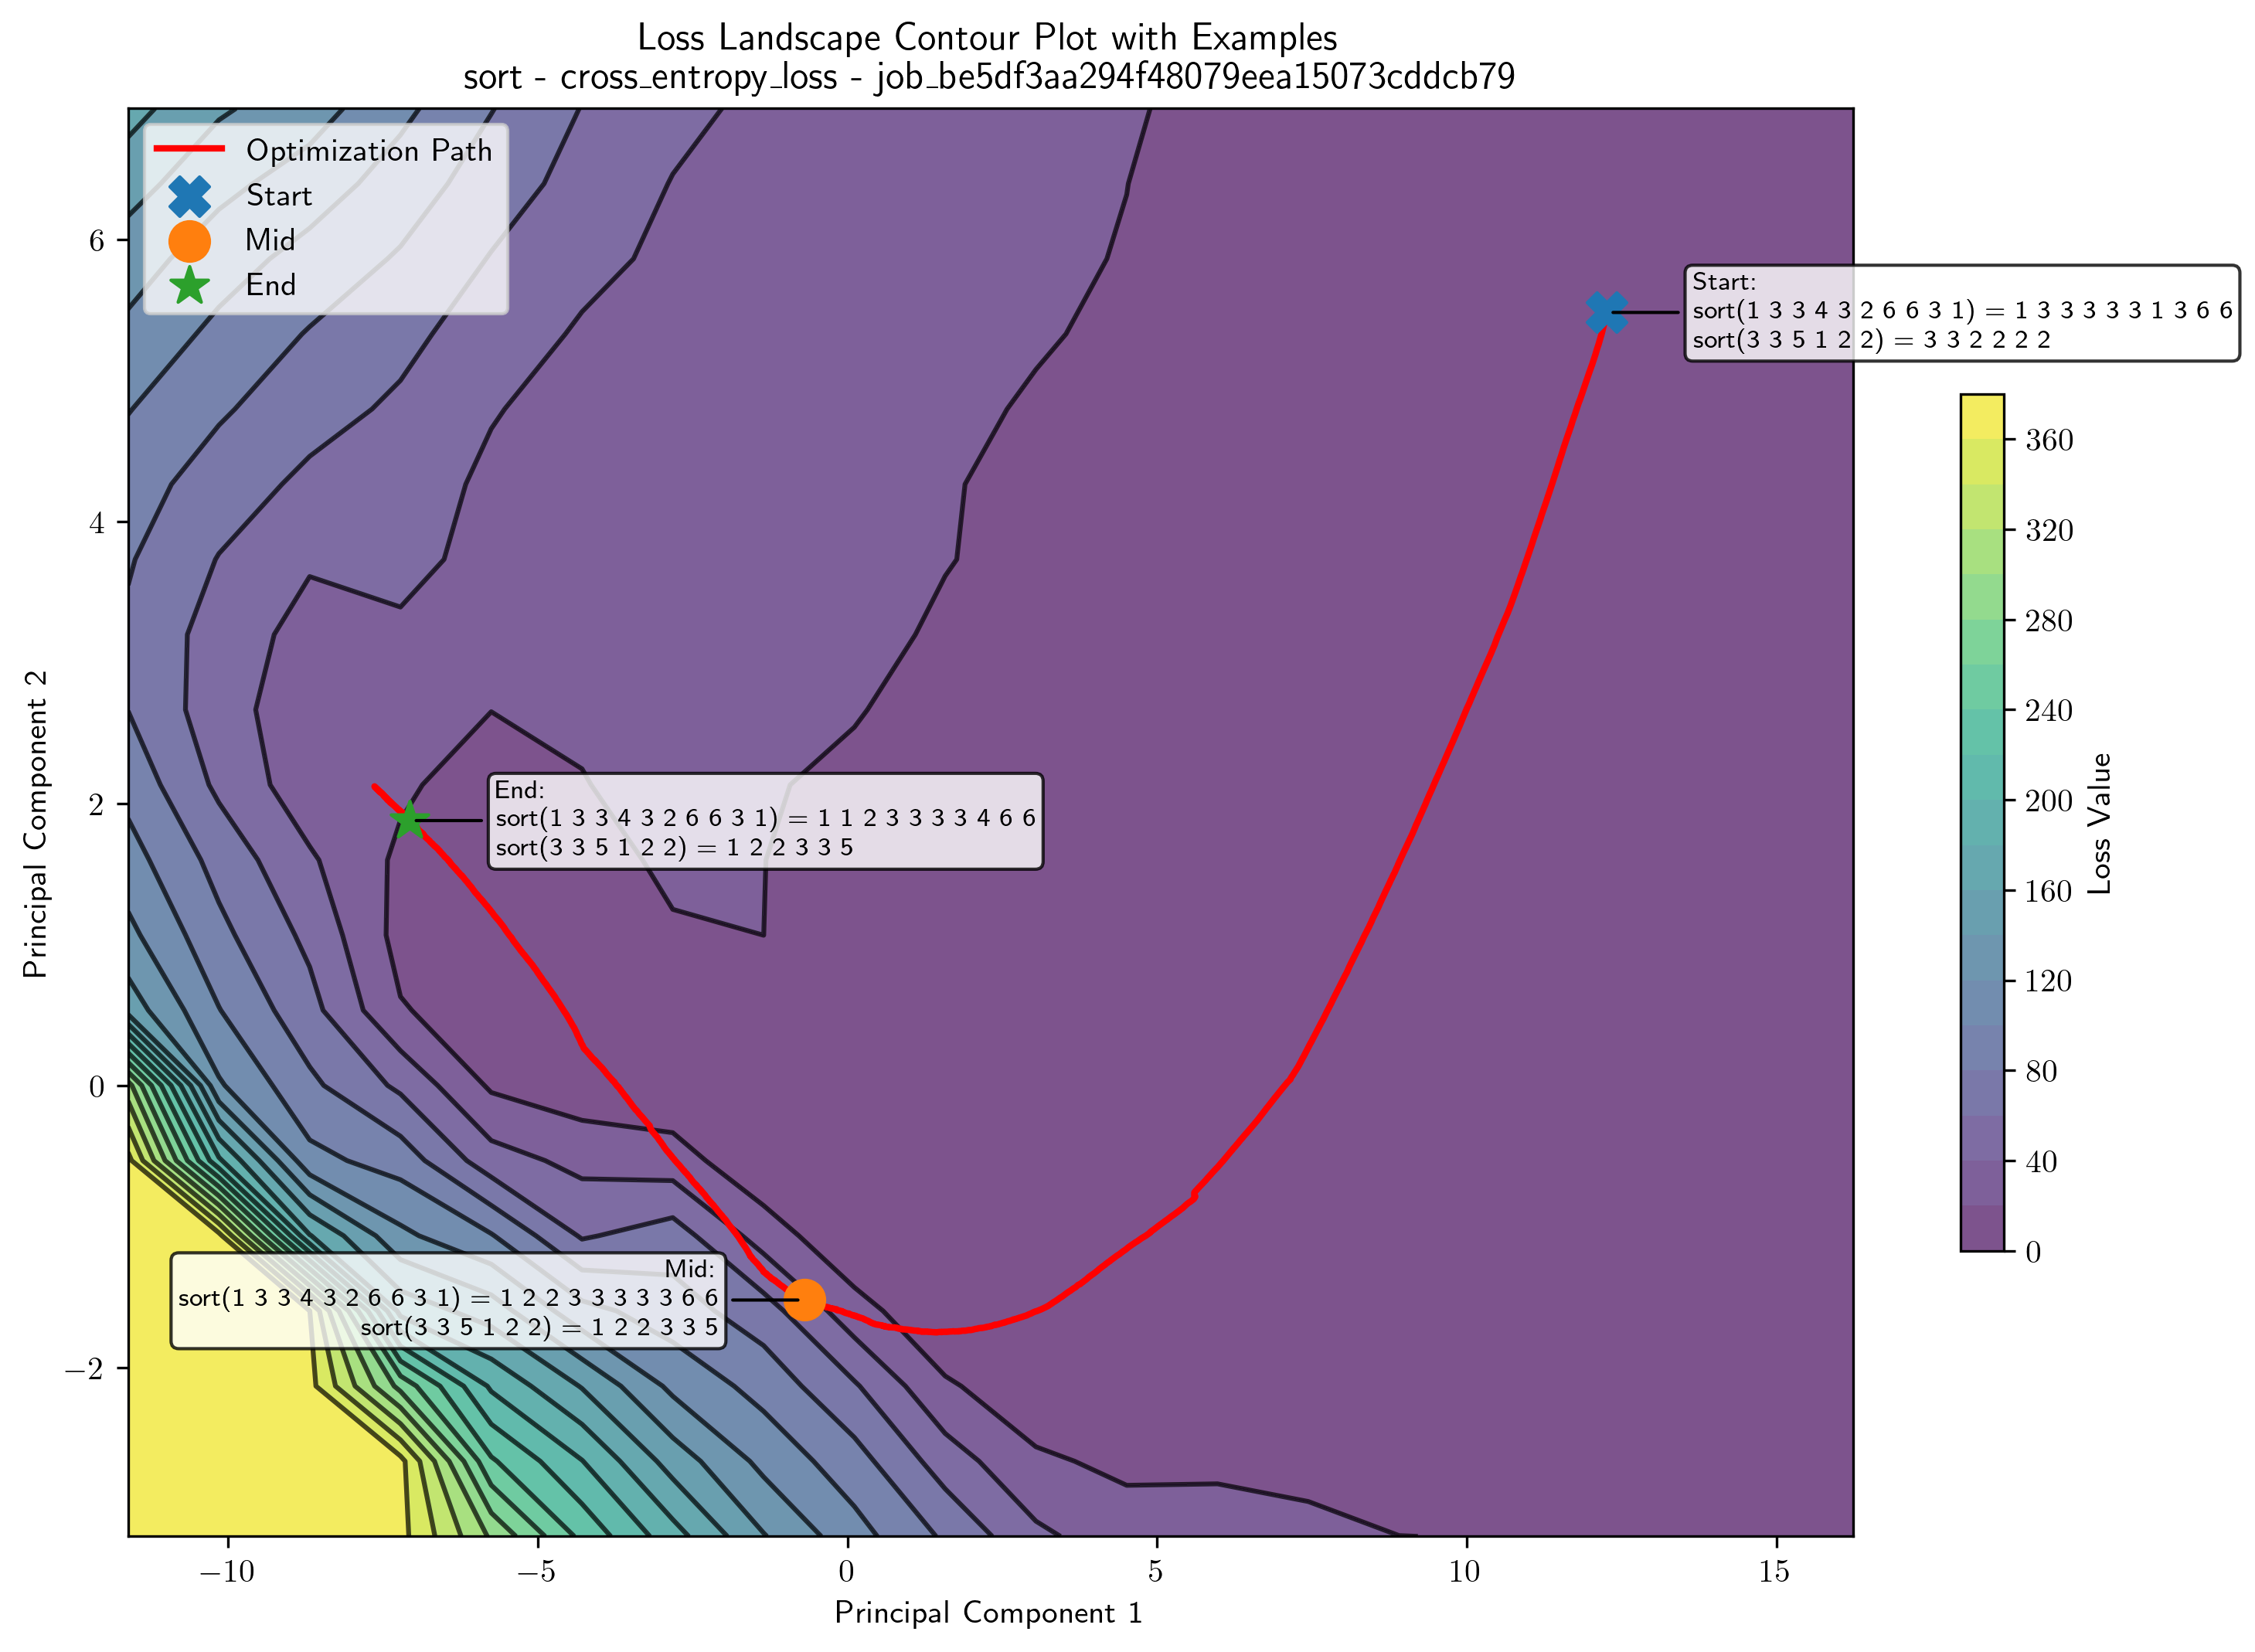 Loss Landscape Contour Plot with Examples
sort - cross_entropy_loss - job_be5df3aa294f48079eea15073cddcb79
Optimization Path
Start
Mid
End
Start:
sort(1 3 3 4 3 2 6 6 3 1) = 1 3 3 3 3 3 1 3 6 6
sort(3 3 5 1 2 2) = 3 3 2 2 2 2
End:
sort(1 3 3 4 3 2 6 6 3 1) = 1 1 2 3 3 3 3 4 6 6
sort(3 3 5 1 2 2) = 1 2 2 3 3 5
Mid:
sort(1 3 3 4 3 2 6 6 3 1) = 1 2 2 3 3 3 3 3 6 6
sort(3 3 5 1 2 2) = 1 2 2 3 3 5
6
4
2
0
−2
Principal Component 2
−10
−5
0
5
10
15
Principal Component 1
360
320
280
240
200
160
120
80
40
0
Loss Value